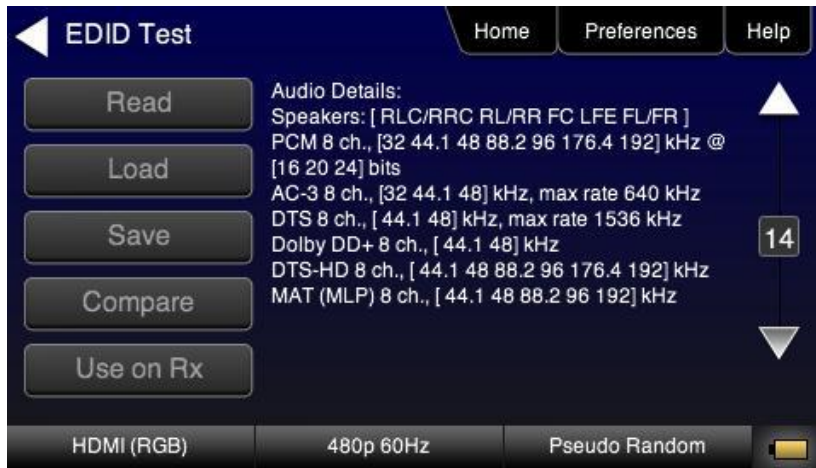 EDID Test
Home
Preferences
Help
Read
Load
Save
Compare
Use on Rx
Audio Details:
Speakers: [ RLC/RRC RL/RR FC LFE FL/FR ]
PCM 8 ch., [32 44.1 48 88.2 96 176.4 192] kHz @
[16 20 24] bits
AC-3 8 ch., [32 44.1 48] kHz, max rate 640 kHz
DTS 8 ch., [ 44.1 48] kHz, max rate 1536 kHz
Dolby DD+ 8 ch., [ 44.1 48] kHz
DTS-HD 8 ch., [ 44.1 48 88.2 96 176.4 192] kHz
MAT (MLP) 8 ch., [ 44.1 48 88.2 96 192] kHz
14
HDMI (RGB)
480p 60Hz
Pseudo Random